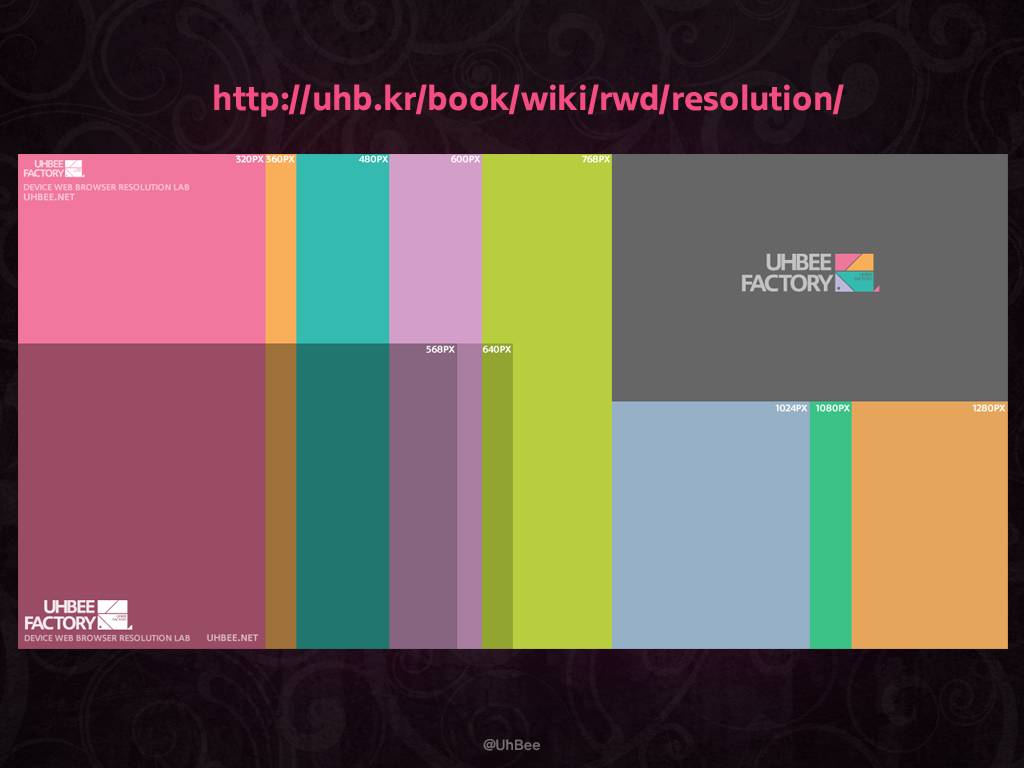 http://uhb.kr/book/wiki/rwd/resolution/
UHBEE
FACTORY
DEVICE WEB BROWSER RESOLUTION LAB
UHBEE.NET
320PX
360PX
480PX
600PX
768PX
UHBEE
FACTORY
568PX
640PX
1024PX
1080PX
1280PX
UHBEE
FACTORY
DEVICE WEB BROWSER RESOLUTION LAB UHBEE.NET
@UhBee